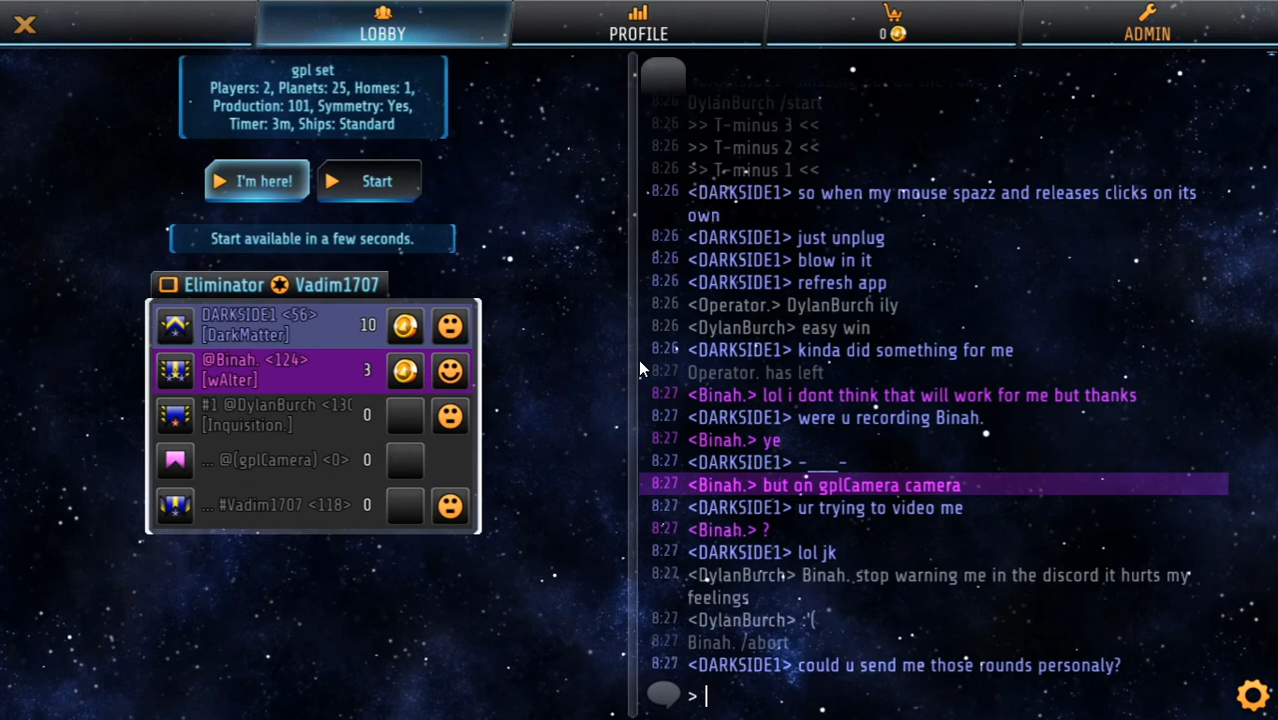 LOBBY
PROFILE
0
ADMIN
gpl set
Players: 2, Planets: 25, Homes: 1,
Production: 101, Symmetry: Yes,
Timer: 3m, Ships: Standard
I'm here!
Start
Start available in a few seconds.
Eliminator Vadim1707
DARKSIDE1 <56>
[DarkMatter]
10
@Binah. <124>
[wAlter]
3
#1 @DylanBurch <130
[Inquisition.]
0
... @(gplCamera) <0> 0
... #Vadim1707 <118> 0
8:26 DylanBurch /start
8:26 >> T-minus 3 <<
8:26 >> T-minus 2 <<
8:26 >> T-minus 1 <<
8:26 <DARKSIDE1> so when my mouse spazz and releases clicks on its
own
8:26 <DARKSIDE1> just unplug
8:26 <DARKSIDE1> blow in it
8:26 <DARKSIDE1> refresh app
8:26 <Operator.> DylanBurch ily
8:26 <DylanBurch> easy win
8:26 <DARKSIDE1> kinda did something for me
8:27 Operator. has left
8:27 <Binah.> lol i dont think that will work for me but thanks
8:27 <DARKSIDE1> were u recording Binah.
8:27 <Binah.> ye
8:27 <DARKSIDE1> -___-
8:27 <Binah.> but on gplCamera camera
8:27 <DARKSIDE1> ur trying to video me
8:27 <Binah.> ?
8:27 <DARKSIDE1> lol jk
8:27 <DylanBurch> Binah. stop warning me in the discord it hurts my
feelings
8:27 <DylanBurch> :'(
8:27 Binah. /abort
8:27 <DARKSIDE1> could u send me those rounds personaly?
>